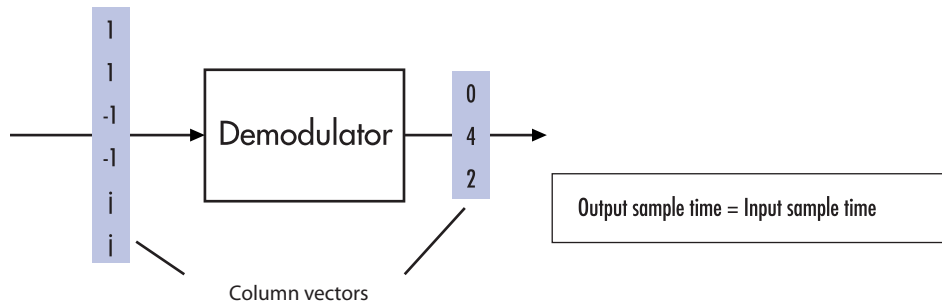 1
1
-1
-1
i
i
Demodulator
0
4
2
Output sample time = Input sample time
Column vectors